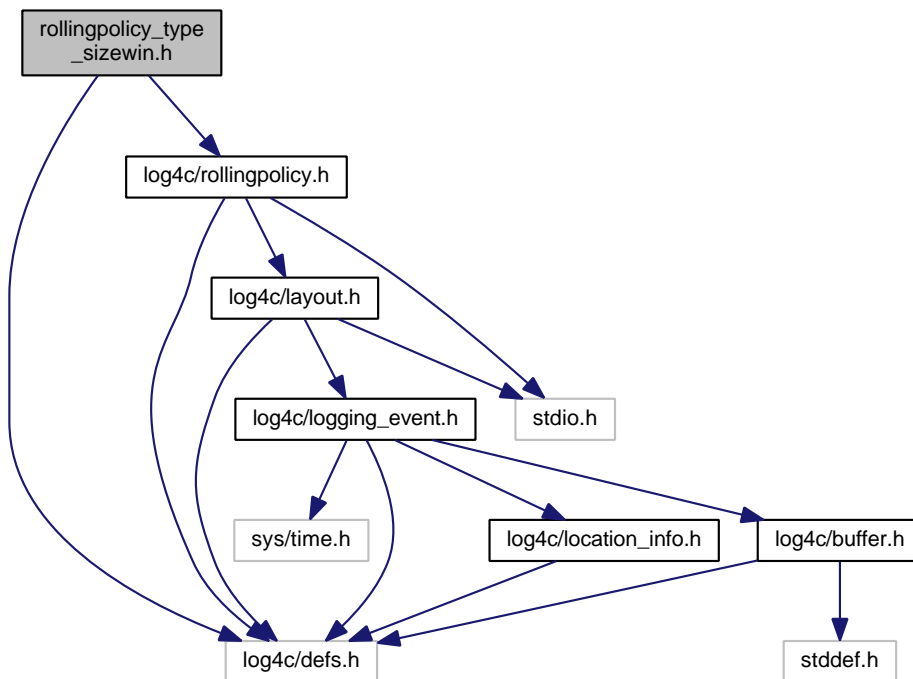 rollingpolicy_type
_sizewin.h
log4c/rollingpolicy.h
log4c/layout.h
log4c/logging_event.h
stdio.h
sys/time.h
log4c/location_info.h
log4c/buffer.h
log4c/defs.h
stddef.h